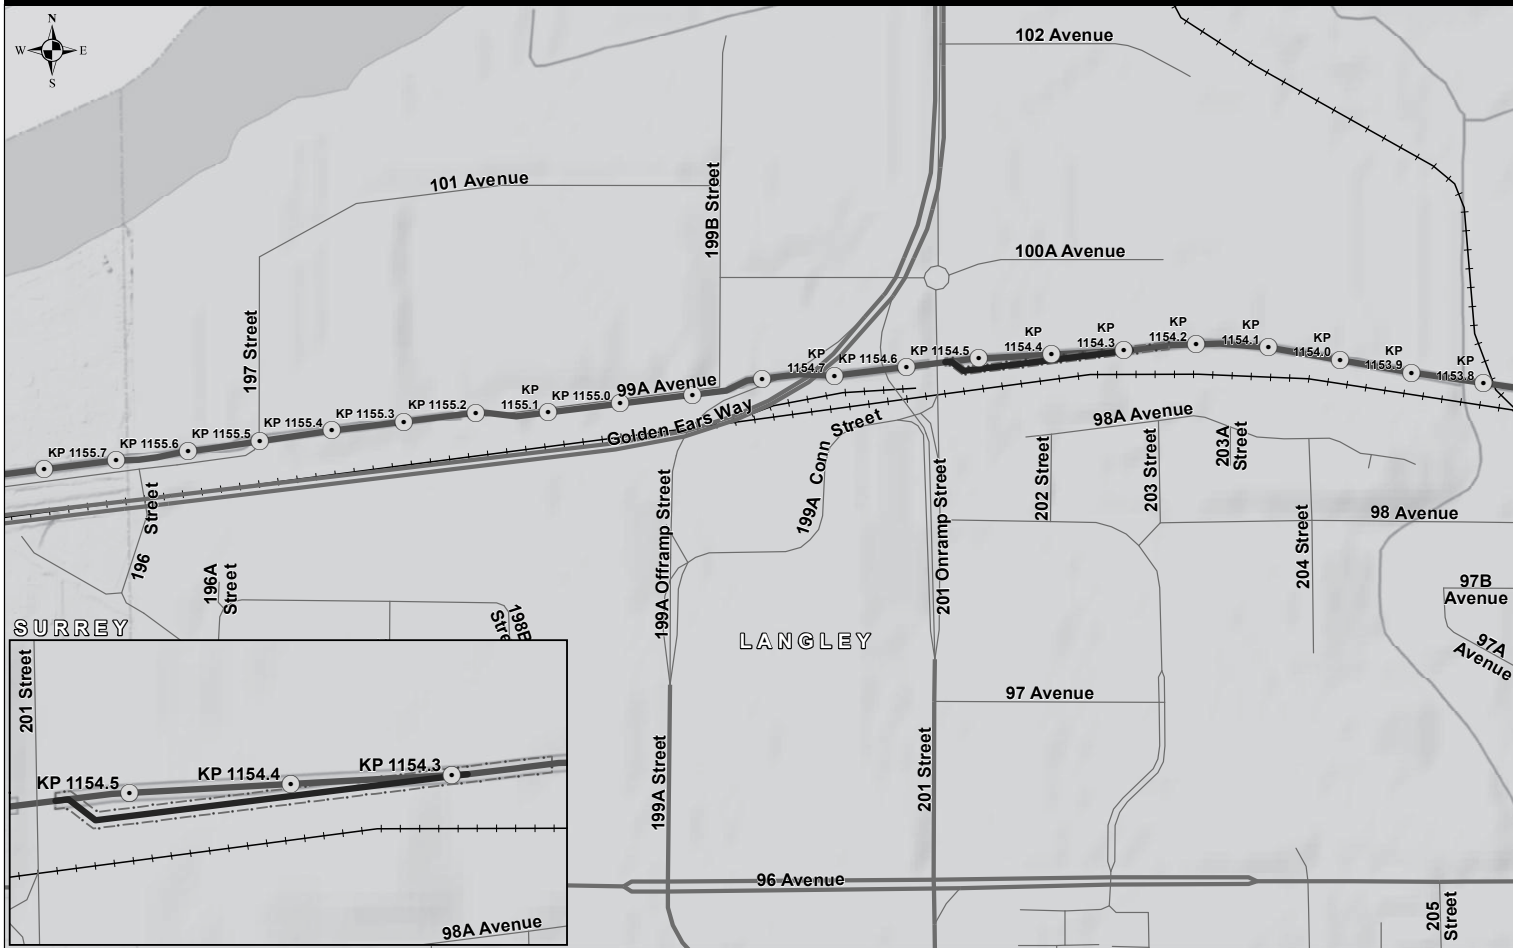 N
W E
S
102 Avenue
101 Avenue
199B Street
100A Avenue
197 Street
KP
1154.7
KP 1154.6
KP 1154.5
KP
1154.4
KP
1154.3
KP
1154.2
KP
1154.1
KP
1154.0
KP
1153.9
KP
1153.8
99A Avenue
KP 1155.7
KP 1155.6
KP 1155.5
KP 1155.4
KP 1155.3
KP 1155.2
KP
1155.1
KP 1155.0
Golden Ears Way
199A Conn Street
98A Avenue
203A
Street
202 Street
203 Street
204 Street
98 Avenue
196 Street
196A
Street
198B
Stre
199A Offramp Street
201 Onramp Street
97B
Avenue
97A
Avenue
SURREY
LANGLEY
97 Avenue
199A Street
201 Street
96 Avenue
205
Street
201 Street
KP 1154.5
KP 1154.4
KP 1154.3
98A Avenue